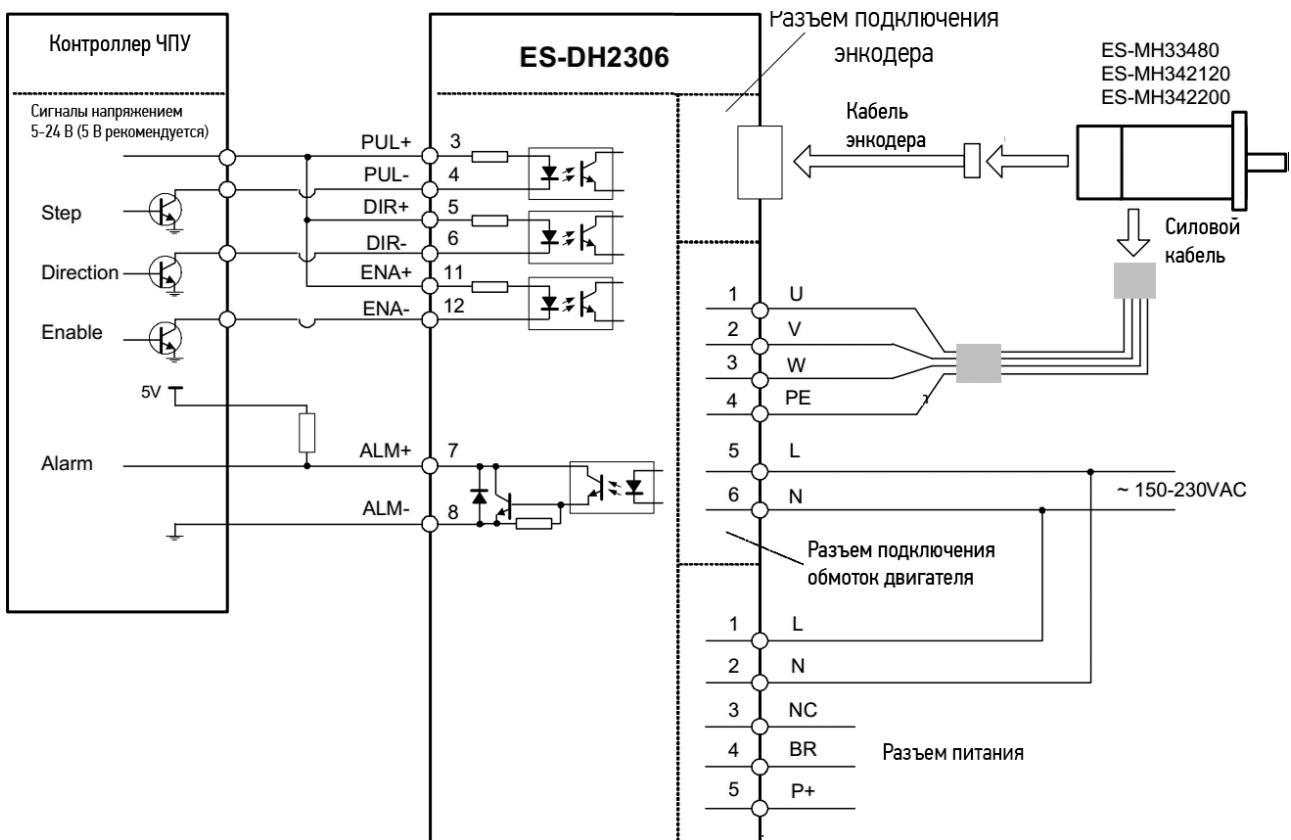 Контроллер ЧПУ
Сигналы напряжением
5-24 В (5 В рекомендуется)
Step
Direction
Enable
5V
Alarm
ES-DH2306
PUL+ 3
PUL- 4
DIR+ 5
DIR- 6
ENA+ 11
ENA- 12
ALM+ 7
ALM- 8
Разъем подключения
энкодера
Кабель
энкодера
ES-MH33480
ES-MH342120
ES-MH342200
Силовой
кабель
1 U
2 V
3 W
4 PE
5 L
6 N
~ 150-230VAC
Разъем подключения
обмоток двигателя
1 L
2 N
3 NC
4 BR
5 P+
Разъем питания